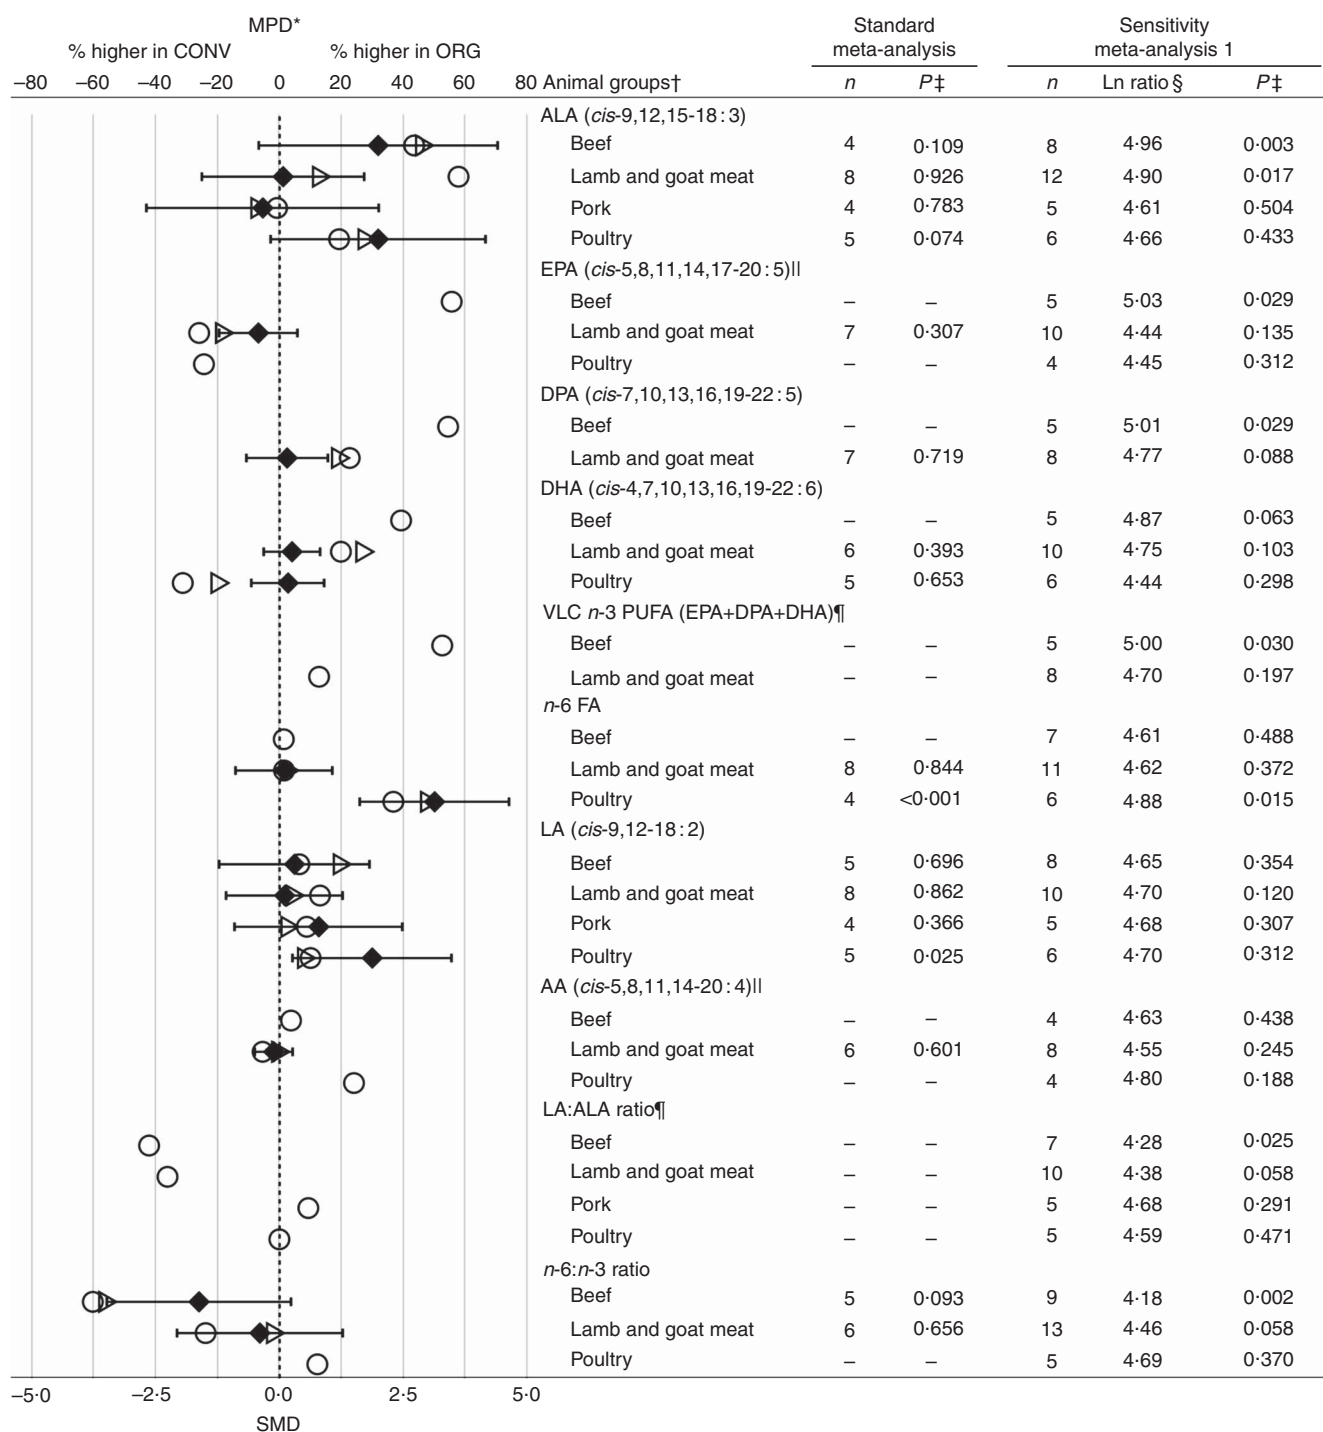 MPD*
Standard Sensitivity
% higher in CONV % higher in ORG meta-analysis meta-analysis 1
–80 –60 –40 –20 0 20 40 60 80 Animal groups† n P‡ n Ln ratio § P‡
ALA (cis-9,12,15-18 : 3)
Beef 4 0·109 8 4·96 0·003
Lamb and goat meat 8 0·926 12 4·90 0·017
Pork 4 0·783 5 4·61 0·504
Poultry 5 0·074 6 4·66 0·433
EPA (cis-5,8,11,14,17-20 : 5)||
Beef – – 5 5·03 0·029
Lamb and goat meat 7 0·307 10 4·44 0·135
Poultry – – 4 4·45 0·312
DPA (cis-7,10,13,16,19-22 : 5)
Beef – – 5 5·01 0·029
Lamb and goat meat 7 0·719 8 4·77 0·088
DHA (cis-4,7,10,13,16,19-22 : 6)
Beef – – 5 4·87 0·063
Lamb and goat meat 6 0·393 10 4·75 0·103
Poultry 5 0·653 6 4·44 0·298
VLC n-3 PUFA (EPA+DPA+DHA)¶
Beef – – 5 5·00 0·030
Lamb and goat meat – – 8 4·70 0·197
n-6 FA
Beef – – 7 4·61 0·488
Lamb and goat meat 8 0·844 11 4·62 0·372
Poultry 4 <0·001 6 4·88 0·015
LA (cis-9,12-18 : 2)
Beef 5 0·696 8 4·65 0·354
Lamb and goat meat 8 0·862 10 4·70 0·120
Pork 4 0·366 5 4·68 0·307
Poultry 5 0·025 6 4·70 0·312
AA (cis-5,8,11,14-20 : 4)||
Beef – – 4 4·63 0·438
Lamb and goat meat 6 0·601 8 4·55 0·245
Poultry – – 4 4·80 0·188
LA:ALA ratio¶
Beef – – 7 4·28 0·025
Lamb and goat meat – – 10 4·38 0·058
Pork – – 5 4·68 0·291
Poultry – – 5 4·59 0·471
n-6:n-3 ratio
Beef 5 0·093 9 4·18 0·002
Lamb and goat meat 6 0·656 13 4·46 0·058
Poultry – – 5 4·69 0·370
–5·0 –2·5 0·0 2·5 5·0
SMD